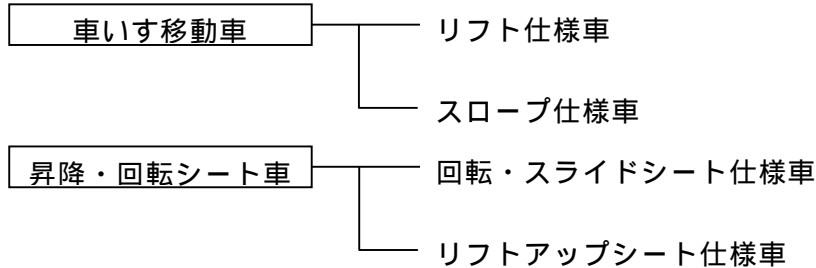 車いす移動車
リフト仕様車
スロープ仕様車
昇降・回転シート車
回転・スライドシート仕様車
リフトアップシート仕様車